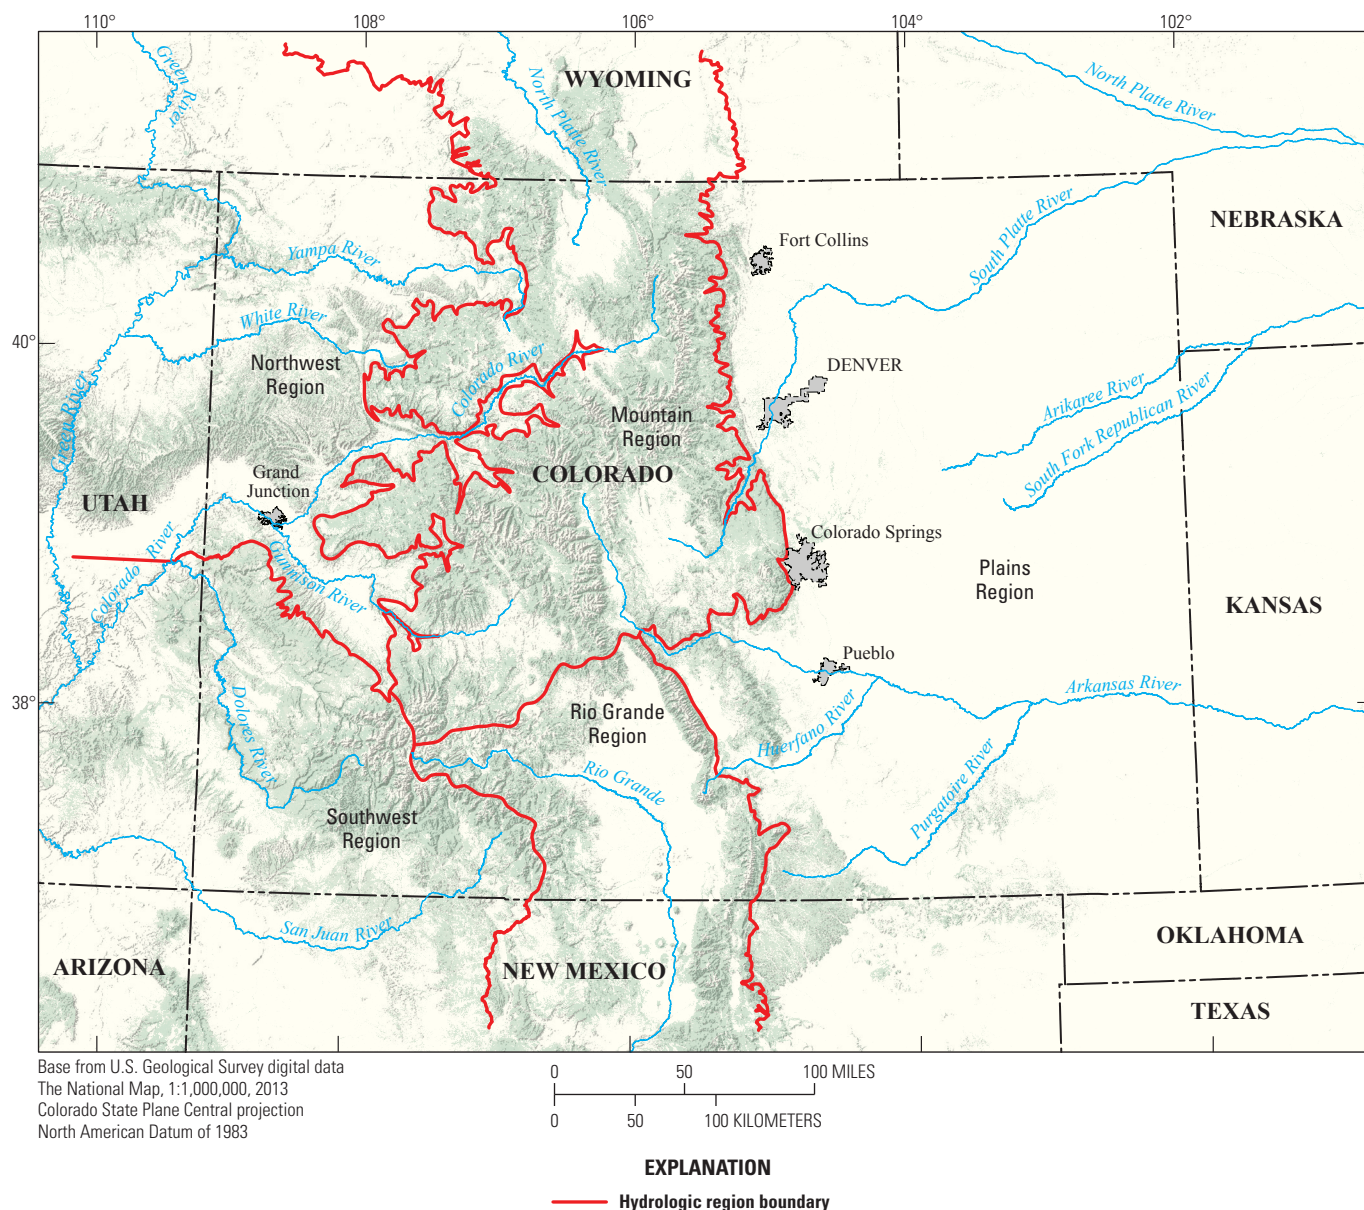 110°
108°
106°
104°
102°
Green River
North Platte River
WYOMING
North Platte River
NEBRASKA
Fort Collins
South Platte River
Yampa River
White River
40°
Northwest
Region
Colorado River
DENVER
Arikaree River
South Fork Republican River
Mountain
Region
Green River
Grand
Junction
COLORADO
UTAH
Colorado River
Gunnison River
Colorado Springs
Plains
Region
KANSAS
Pueblo
Arkansas River
38°
Dolores River
Rio Grande
Region
Huerfano River
Rio Grande
Purgatoire River
Southwest
Region
San Juan River
ARIZONA
NEW MEXICO
OKLAHOMA
TEXAS
Base from U.S. Geological Survey digital data
The National Map, 1:1,000,000, 2013
Colorado State Plane Central projection
North American Datum of 1983
0 50 100 MILES
0 50 100 KILOMETERS
EXPLANATION
Hydrologic region boundary